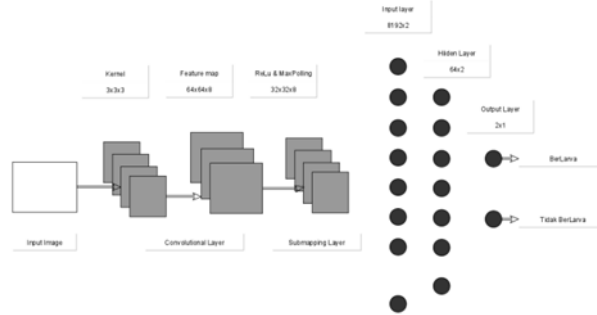 Input layer
8192x2
Hilden Layer
64x2
Kernel
3x3x3
Feature map
64x64x8
ReLu & MaxPolling
32x32x8
Output Layer
2x1
BerLarva
Tidak BerLarva
Input Image
Convolutional Layer
Submapping Layer